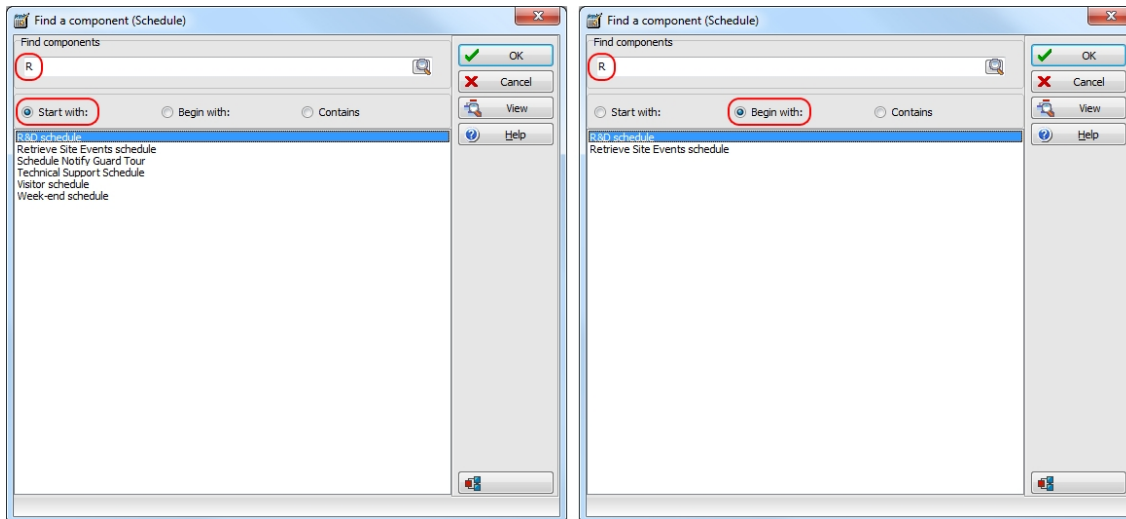 Find a component (Schedule)
Find components
R
Start with:
Begin with:
Contains
R&D schedule
Retrieve Site Events schedule
Schedule Notify Guard Tour
Technical Support Schedule
Visitor schedule
Week-end schedule
OK
Cancel
View
Help
Find a component (Schedule)
Find components
R
Start with:
Begin with:
Contains
R&D schedule
Retrieve Site Events schedule
OK
Cancel
View
Help